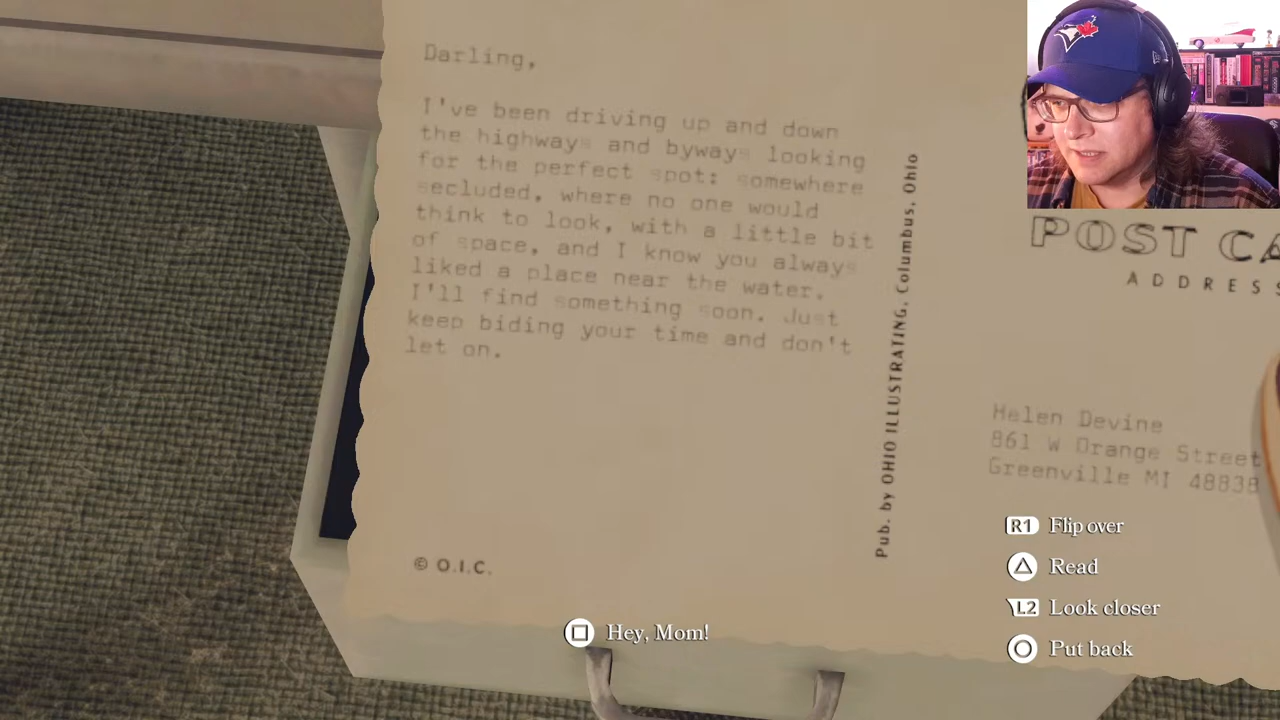 Darling,
I've been driving up and down
the highways and byways looking
for the perfect spot: somewhere
secluded, where no one would
think to look, with a little bit
of space, and I know you always
liked a place near the water.
I'll find something soon. Just
keep biding your time and don't
let on.
© O.I.C.
Pub. by OHIO ILLUSTRATING, Columbus, Ohio
POST CA
ADDRESS
Helen Devine
861 W Orange Street
Greenville MI 48838
R1 Flip over
Read
L2 Look closer
Put back
Hey, Mom!